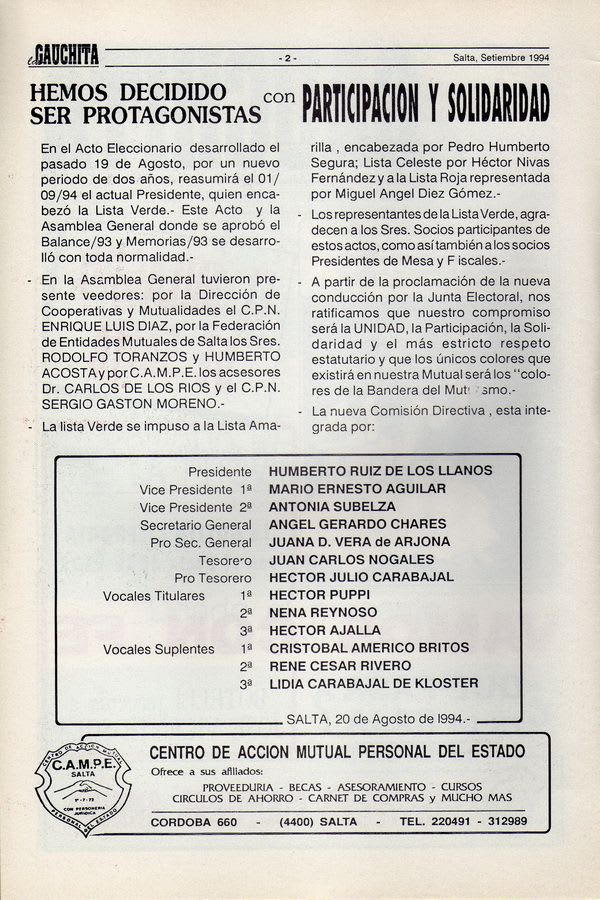 la GAUCHITA
- 2 -
Salta, Setiembre 1994
HEMOS DECIDIDO
SER PROTAGONISTAS
con PARTICIPACION Y SOLIDARIDAD
En el Acto Eleccionario desarrollado el
pasado 19 de Agosto, por un nuevo
periodo de dos años, reasumirá el 01/
09/94 el actual Presidente, quien enca-
bezó la Lista Verde.- Este Acto y la
Asamblea General donde se aprobó el
Balance/93 y Memorias/93 se desarro-
lló con toda normalidad.-
- En la Asamblea General tuvieron pre-
sente veedores: por la Dirección de
Cooperativas y Mutualidades el C.P.N.
ENRIQUE LUIS DIAZ, por la Federación
de Entidades Mutuales de Salta los Sres.
RODOLFO TORANZOS y HUMBERTO
ACOSTA y por C.A.M.P.E. los acsesores
Dr. CARLOS DE LOS RIOS y el C.P.N.
SERGIO GASTON MORENO.-
- La lista Verde se impuso a la Lista Ama-
rilla , encabezada por Pedro Humberto
Segura; Lista Celeste por Héctor Nivas
Fernández y a la Lista Roja representada
por Miguel Angel Diez Gómez.-
- Los representantes de la Lista Verde, agra-
decen a los Sres. Socios participantes de
estos actos, como así también a los socios
Presidentes de Mesa y F iscales.-
- A partir de la proclamación de la nueva
conducción por la Junta Electoral, nos
ratificamos que nuestro compromiso
será la UNIDAD, la Participación, la Soli-
daridad y el más estricto respeto
estatutario y que los únicos colores que
existirá en nuestra Mutual será los "colo-
res de la Bandera del Mutualismo.-
- La nueva Comisión Directiva , esta inte-
grada por:
Presidente HUMBERTO RUIZ DE LOS LLANOS
Vice Presidente 1ª MARIO ERNESTO AGUILAR
Vice Presidente 2ª ANTONIA SUBELZA
Secretario General ANGEL GERARDO CHARES
Pro Sec. General JUANA D. VERA de ARJONA
Tesorero JUAN CARLOS NOGALES
Pro Tesorero HECTOR JULIO CARABAJAL
Vocales Titulares 1ª HECTOR PUPPI
2ª NENA REYNOSO
3ª HECTOR AJALLA
Vocales Suplentes 1ª CRISTOBAL AMERICO BRITOS
2ª RENE CESAR RIVERO
3ª LIDIA CARABAJAL DE KLOSTER
SALTA, 20 de Agosto de 1994.-
CENTRO DE ACCION MUTUAL
C.A.M.P.E.
SALTA
1º-7-72
CON PERSONERIA
JURIDICA
PERSONAL DEL ESTADO
CENTRO DE ACCION MUTUAL PERSONAL DEL ESTADO
Ofrece a sus afiliados:
PROVEEDURIA - BECAS - ASESORAMIENTO - CURSOS
CIRCULOS DE AHORRO - CARNET DE COMPRAS y MUCHO MAS
CORDOBA 660 - (4400) SALTA - TEL. 220491 - 312989